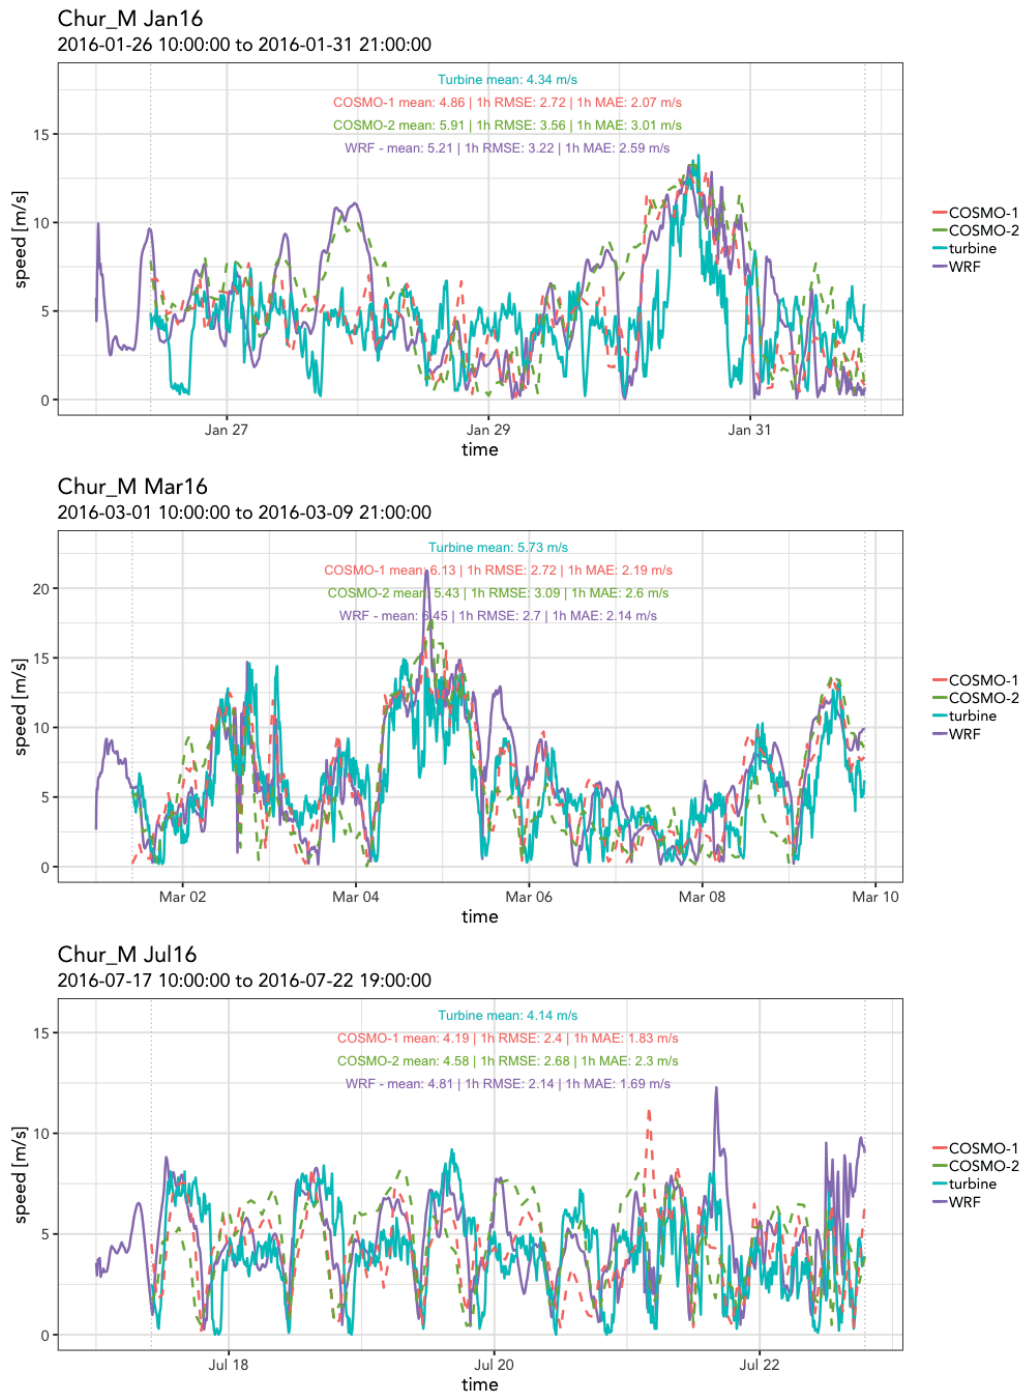 Chur_M Jan16
2016-01-26 10:00:00 to 2016-01-31 21:00:00
Turbine mean: 4.34 m/s
COSMO-1 mean: 4.86 | 1h RMSE: 2.72 | 1h MAE: 2.07 m/s
COSMO-2 mean: 5.91 | 1h RMSE: 3.56 | 1h MAE: 3.01 m/s
WRF - mean: 5.21 | 1h RMSE: 3.22 | 1h MAE: 2.59 m/s
15
10
5
0
speed [m/s]
Jan 27
Jan 29
Jan 31
time
COSMO-1
COSMO-2
turbine
WRF
Chur_M Mar16
2016-03-01 10:00:00 to 2016-03-09 21:00:00
Turbine mean: 5.73 m/s
COSMO-1 mean: 6.13 | 1h RMSE: 2.72 | 1h MAE: 2.19 m/s
COSMO-2 mean: 5.43 | 1h RMSE: 3.09 | 1h MAE: 2.6 m/s
WRF - mean: 6.45 | 1h RMSE: 2.7 | 1h MAE: 2.14 m/s
20
15
10
5
0
speed [m/s]
Mar 02
Mar 04
Mar 06
Mar 08
Mar 10
time
COSMO-1
COSMO-2
turbine
WRF
Chur_M Jul16
2016-07-17 10:00:00 to 2016-07-22 19:00:00
Turbine mean: 4.14 m/s
COSMO-1 mean: 4.19 | 1h RMSE: 2.4 | 1h MAE: 1.83 m/s
COSMO-2 mean: 4.58 | 1h RMSE: 2.68 | 1h MAE: 2.3 m/s
WRF - mean: 4.81 | 1h RMSE: 2.14 | 1h MAE: 1.69 m/s
15
10
5
0
speed [m/s]
Jul 18
Jul 20
Jul 22
time
COSMO-1
COSMO-2
turbine
WRF